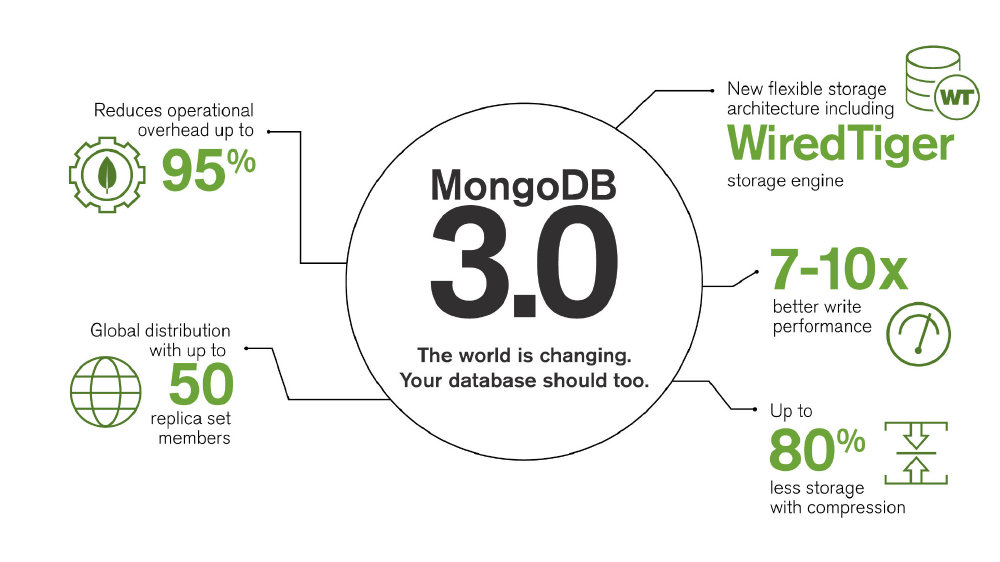 MongoDB
3.0
The world is changing.
Your database should too.
Reduces operational
overhead up to
95%
Global distribution
with up to
50
replica set
members
New flexible storage
architecture including
WiredTiger
storage engine
WT
7-10x
better write
performance
Up to
80%
less storage
with compression